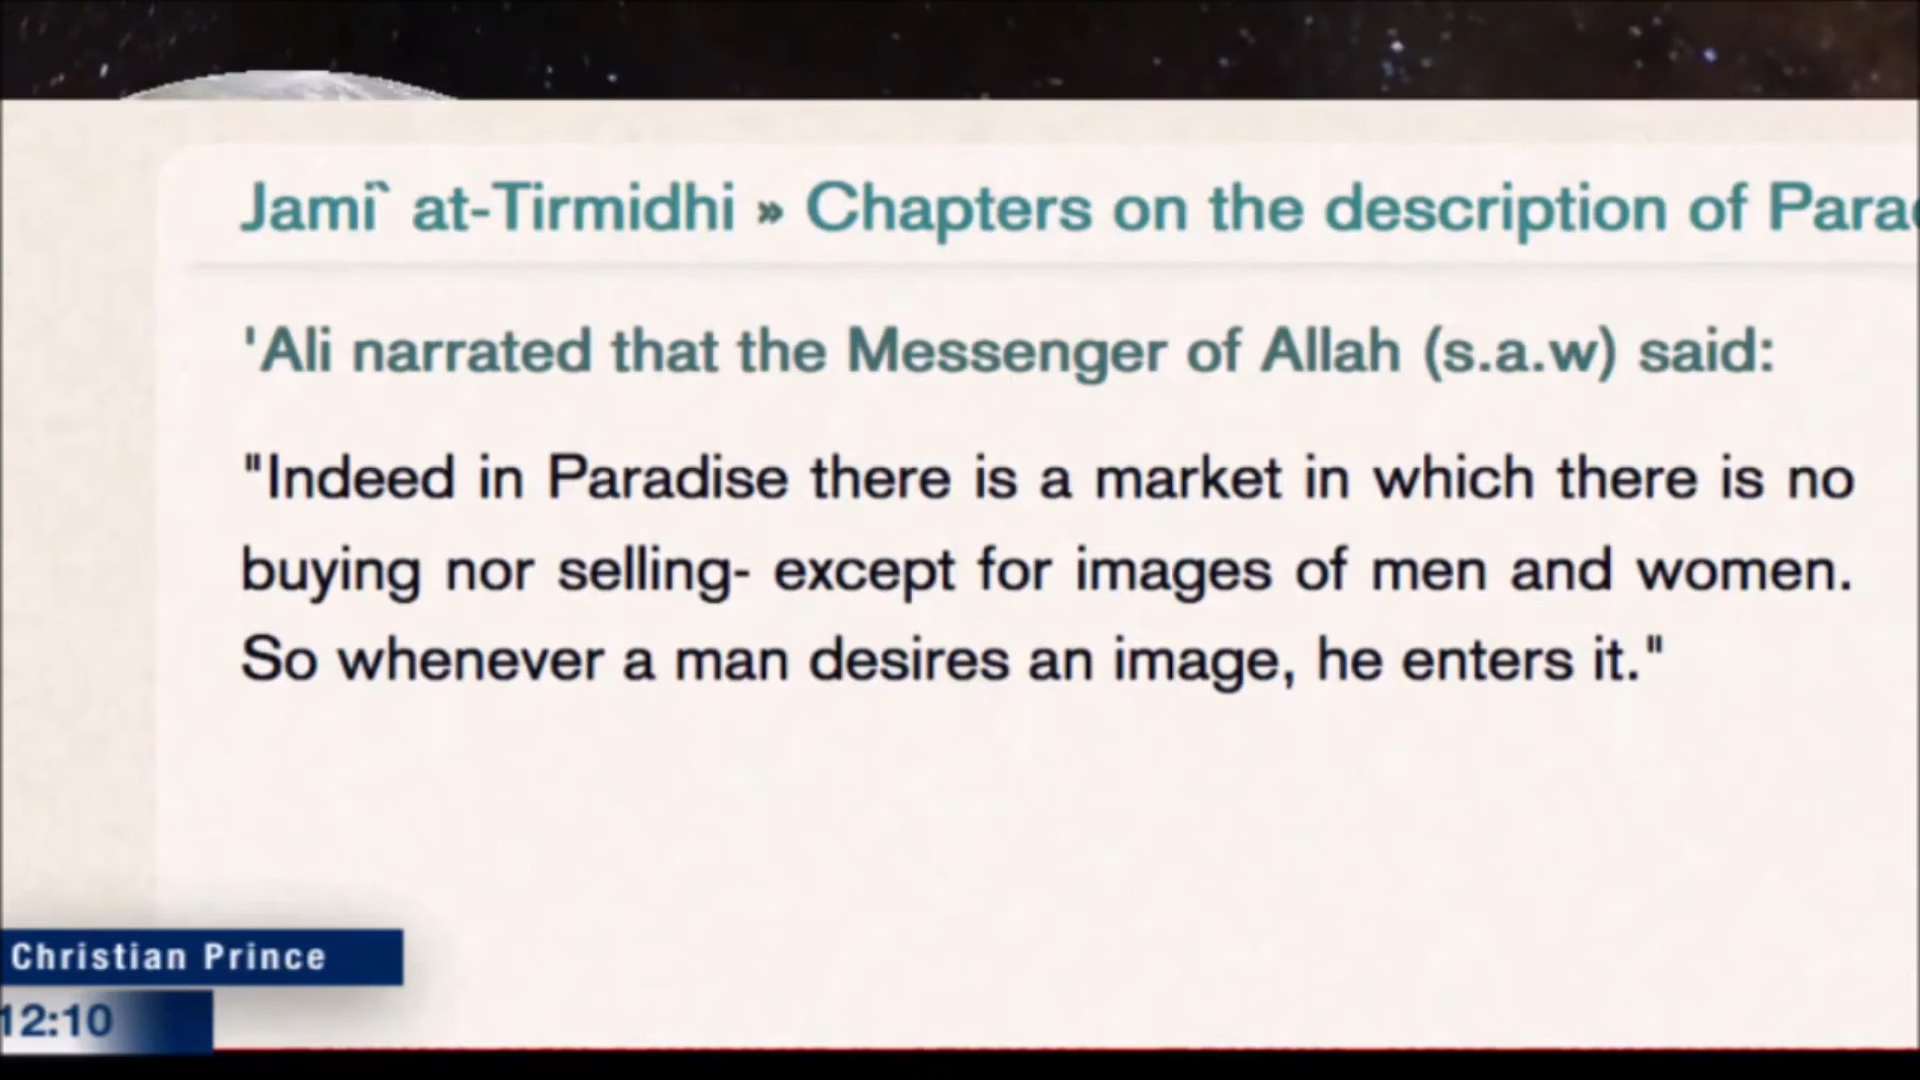 Jami` at-Tirmidhi » Chapters on the description of
'Ali narrated that the Messenger of Allah (s.a.w) said:
"Indeed in Paradise there is a market in which there is no
buying nor selling- except for images of men and women.
So whenever a man desires an image, he enters it."
Christian Prince
12:10